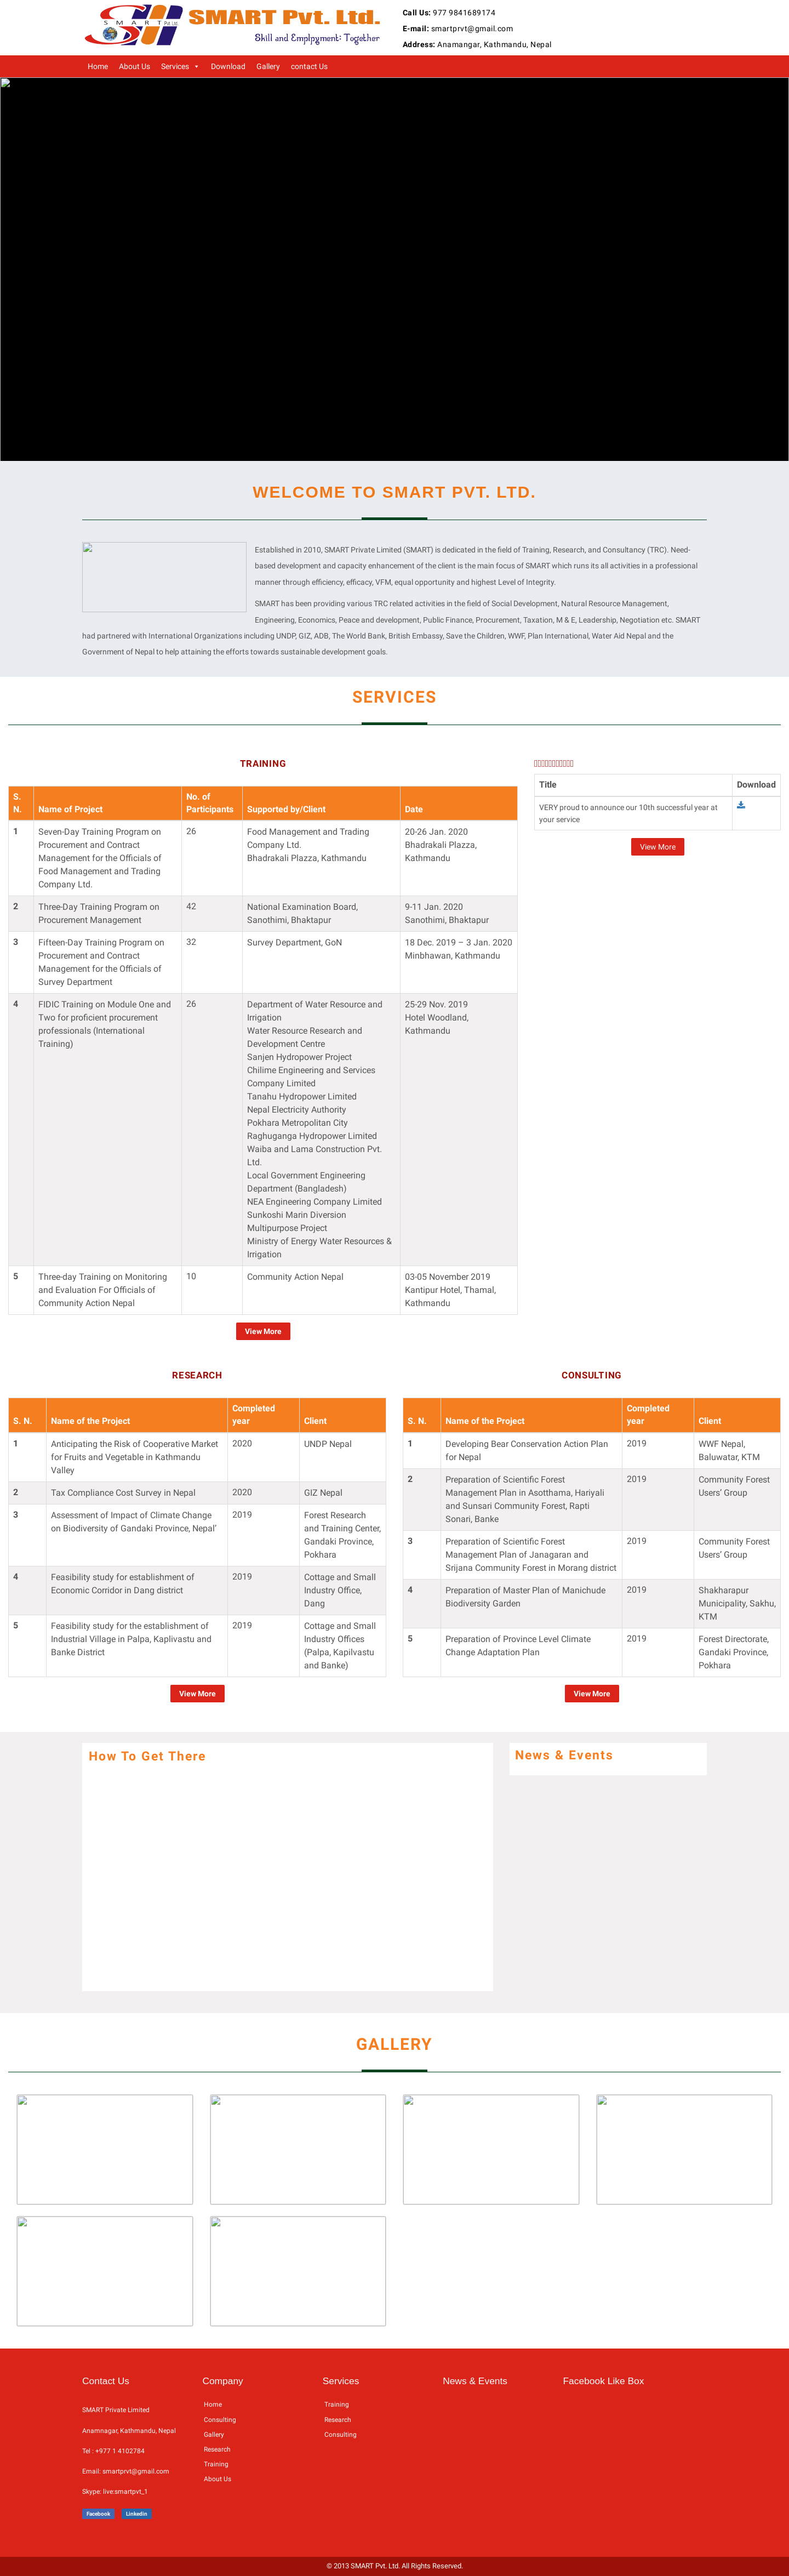 SMART Pvt. Ltd.
Skill and Emplpyment: Together
Call Us: 977 9841689174
E-mail: smartprvt@gmail.com
Address: Anamangar, Kathmandu, Nepal
Home About Us Services Download Gallery contact Us
WELCOME TO SMART PVT. LTD.
Established in 2010, SMART Private Limited (SMART) is dedicated in the field of Training, Research, and Consultancy (TRC). Need-
based development and capacity enhancement of the client is the main focus of SMART which runs its all activities in a professional
manner through efficiency, efficacy, VFM, equal opportunity and highest Level of Integrity.
SMART has been providing various TRC related activities in the field of Social Development, Natural Resource Management,
Engineering, Economics, Peace and development, Public Finance, Procurement, Taxation, M & E, Leadership, Negotiation etc. SMART
had partnered with International Organizations including UNDP, GIZ, ADB, The World Bank, British Embassy, Save the Children, WWF, Plan International, Water Aid Nepal and the
Government of Nepal to help attaining the efforts towards sustainable development goals.
SERVICES
TRAINING
S. N. Name of Project No. of Participants Supported by/Client Date
1 Seven-Day Training Program on Procurement and Contract Management for the Officials of Food Management and Trading Company Ltd. 26 Food Management and Trading Company Ltd. Bhadrakali Plazza, Kathmandu 20-26 Jan. 2020 Bhadrakali Plazza, Kathmandu
2 Three-Day Training Program on Procurement Management 42 National Examination Board, Sanothimi, Bhaktapur 9-11 Jan. 2020 Sanothimi, Bhaktapur
3 Fifteen-Day Training Program on Procurement and Contract Management for the Officials of Survey Department 32 Survey Department, GoN 18 Dec. 2019 – 3 Jan. 2020 Minbhawan, Kathmandu
4 FIDIC Training on Module One and Two for proficient procurement professionals (International Training) 26 Department of Water Resource and Irrigation
Water Resource Research and Development Centre
Sanjen Hydropower Project
Chilime Engineering and Services Company Limited
Tanahu Hydropower Limited
Nepal Electricity Authority
Pokhara Metropolitan City
Raghuganga Hydropower Limited
Waiba and Lama Construction Pvt. Ltd.
Local Government Engineering Department (Bangladesh)
NEA Engineering Company Limited
Sunkoshi Marin Diversion Multipurpose Project
Ministry of Energy Water Resources & Irrigation
25-29 Nov. 2019 Hotel Woodland, Kathmandu
5 Three-day Training on Monitoring and Evaluation For Officials of Community Action Nepal 10 Community Action Nepal 03-05 November 2019 Kantipur Hotel, Thamal, Kathmandu
View More
Title Download
VERY proud to announce our 10th successful year at your service
View More
RESEARCH
S. N. Name of the Project Completed year Client
1 Anticipating the Risk of Cooperative Market for Fruits and Vegetable in Kathmandu Valley 2020 UNDP Nepal
2 Tax Compliance Cost Survey in Nepal 2020 GIZ Nepal
3 Assessment of Impact of Climate Change on Biodiversity of Gandaki Province, Nepal’ 2019 Forest Research and Training Center, Gandaki Province, Pokhara
4 Feasibility study for establishment of Economic Corridor in Dang district 2019 Cottage and Small Industry Office, Dang
5 Feasibility study for the establishment of Industrial Village in Palpa, Kaplivastu and Banke District 2019 Cottage and Small Industry Offices (Palpa, Kapilvastu and Banke)
View More
CONSULTING
S. N. Name of the Project Completed year Client
1 Developing Bear Conservation Action Plan for Nepal 2019 WWF Nepal, Baluwatar, KTM
2 Preparation of Scientific Forest Management Plan in Asotthama, Hariyali and Sunsari Community Forest, Rapti Sonari, Banke 2019 Community Forest Users’ Group
3 Preparation of Scientific Forest Management Plan of Janagaran and Srijana Community Forest in Morang district 2019 Community Forest Users’ Group
4 Preparation of Master Plan of Manichude Biodiversity Garden 2019 Shakharapur Municipality, Sakhu, KTM
5 Preparation of Province Level Climate Change Adaptation Plan 2019 Forest Directorate, Gandaki Province, Pokhara
View More
How To Get There
News & Events
GALLERY
Contact Us
SMART Private Limited
Anamnagar, Kathmandu, Nepal
Tel : +977 1 4102784
Email: smartprvt@gmail.com
Skype: live:smartpvt_1
Facebook Linkedin
Company
Home
Consulting
Gallery
Research
Training
About Us
Services
Training
Research
Consulting
News & Events
Facebook Like Box
© 2013 SMART Pvt. Ltd. All Rights Reserved.